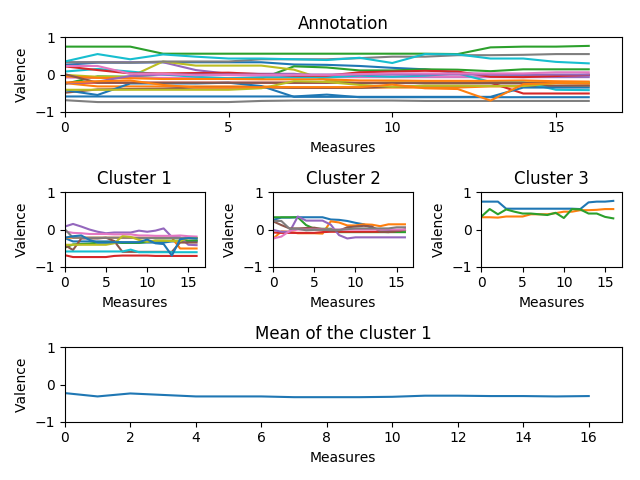 Annotation
Valence
1
0
−1
0 5 10 15
Measures
Cluster 1 Cluster 2 Cluster 3
Valence Valence Valence
1 1 1
0 0 0
−1 −1 −1
0 5 10 15 0 5 10 15 0 5 10 15
Measures Measures Measures
Mean of the cluster 1
Valence
1
0
−1
0 2 4 6 8 10 12 14 16
Measures